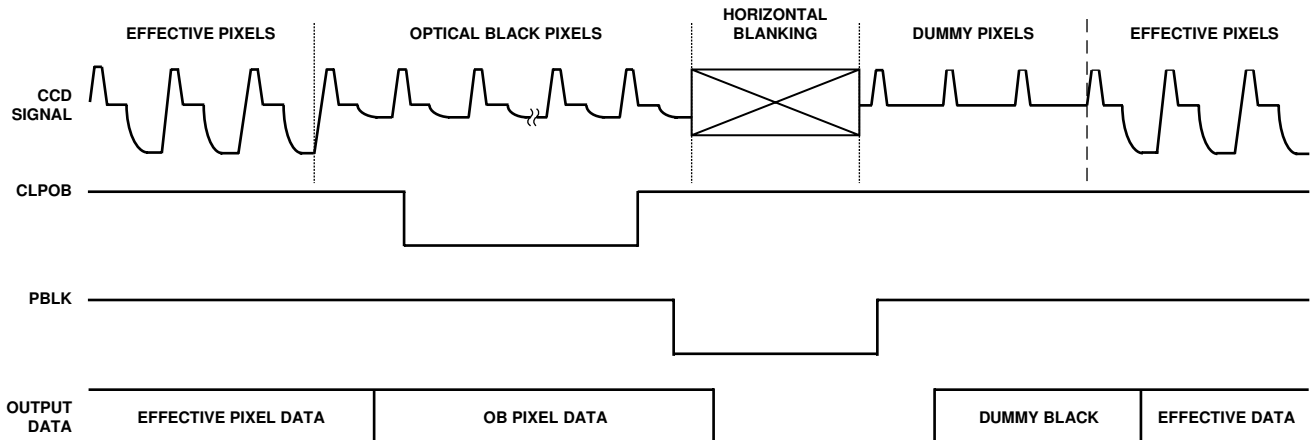 EFFECTIVE PIXELS
OPTICAL BLACK PIXELS
HORIZONTAL
BLANKING
DUMMY PIXELS
EFFECTIVE PIXELS
CCD
SIGNAL
CLPOB
PBLK
OUTPUT
DATA
EFFECTIVE PIXEL DATA
OB PIXEL DATA
DUMMY BLACK
EFFECTIVE DATA